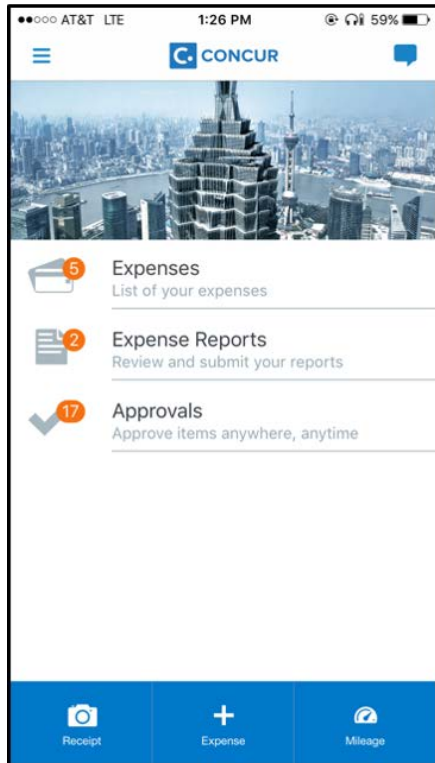 AT&T LTE 1:26 PM 59%
C. CONCUR
5 Expenses
List of your expenses
2 Expense Reports
Review and submit your reports
17 Approvals
Approve items anywhere, anytime
Receipt Expense Mileage